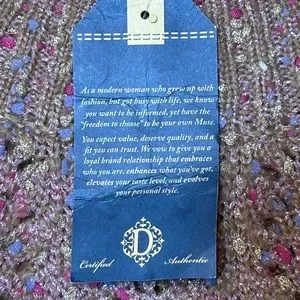 As a modern woman who grew up with
fashion, but got busy with life, we know
you want to be informed, yet have the
"freedom to choose" to be your own Muse.
You expect value, deserve quality, and a
fit you can trust. We vow to give you a
loyal brand relationship that embraces
who you are, enhances what you've got,
elevates your taste level, and evolves
your personal style.
D
Certified Authentic